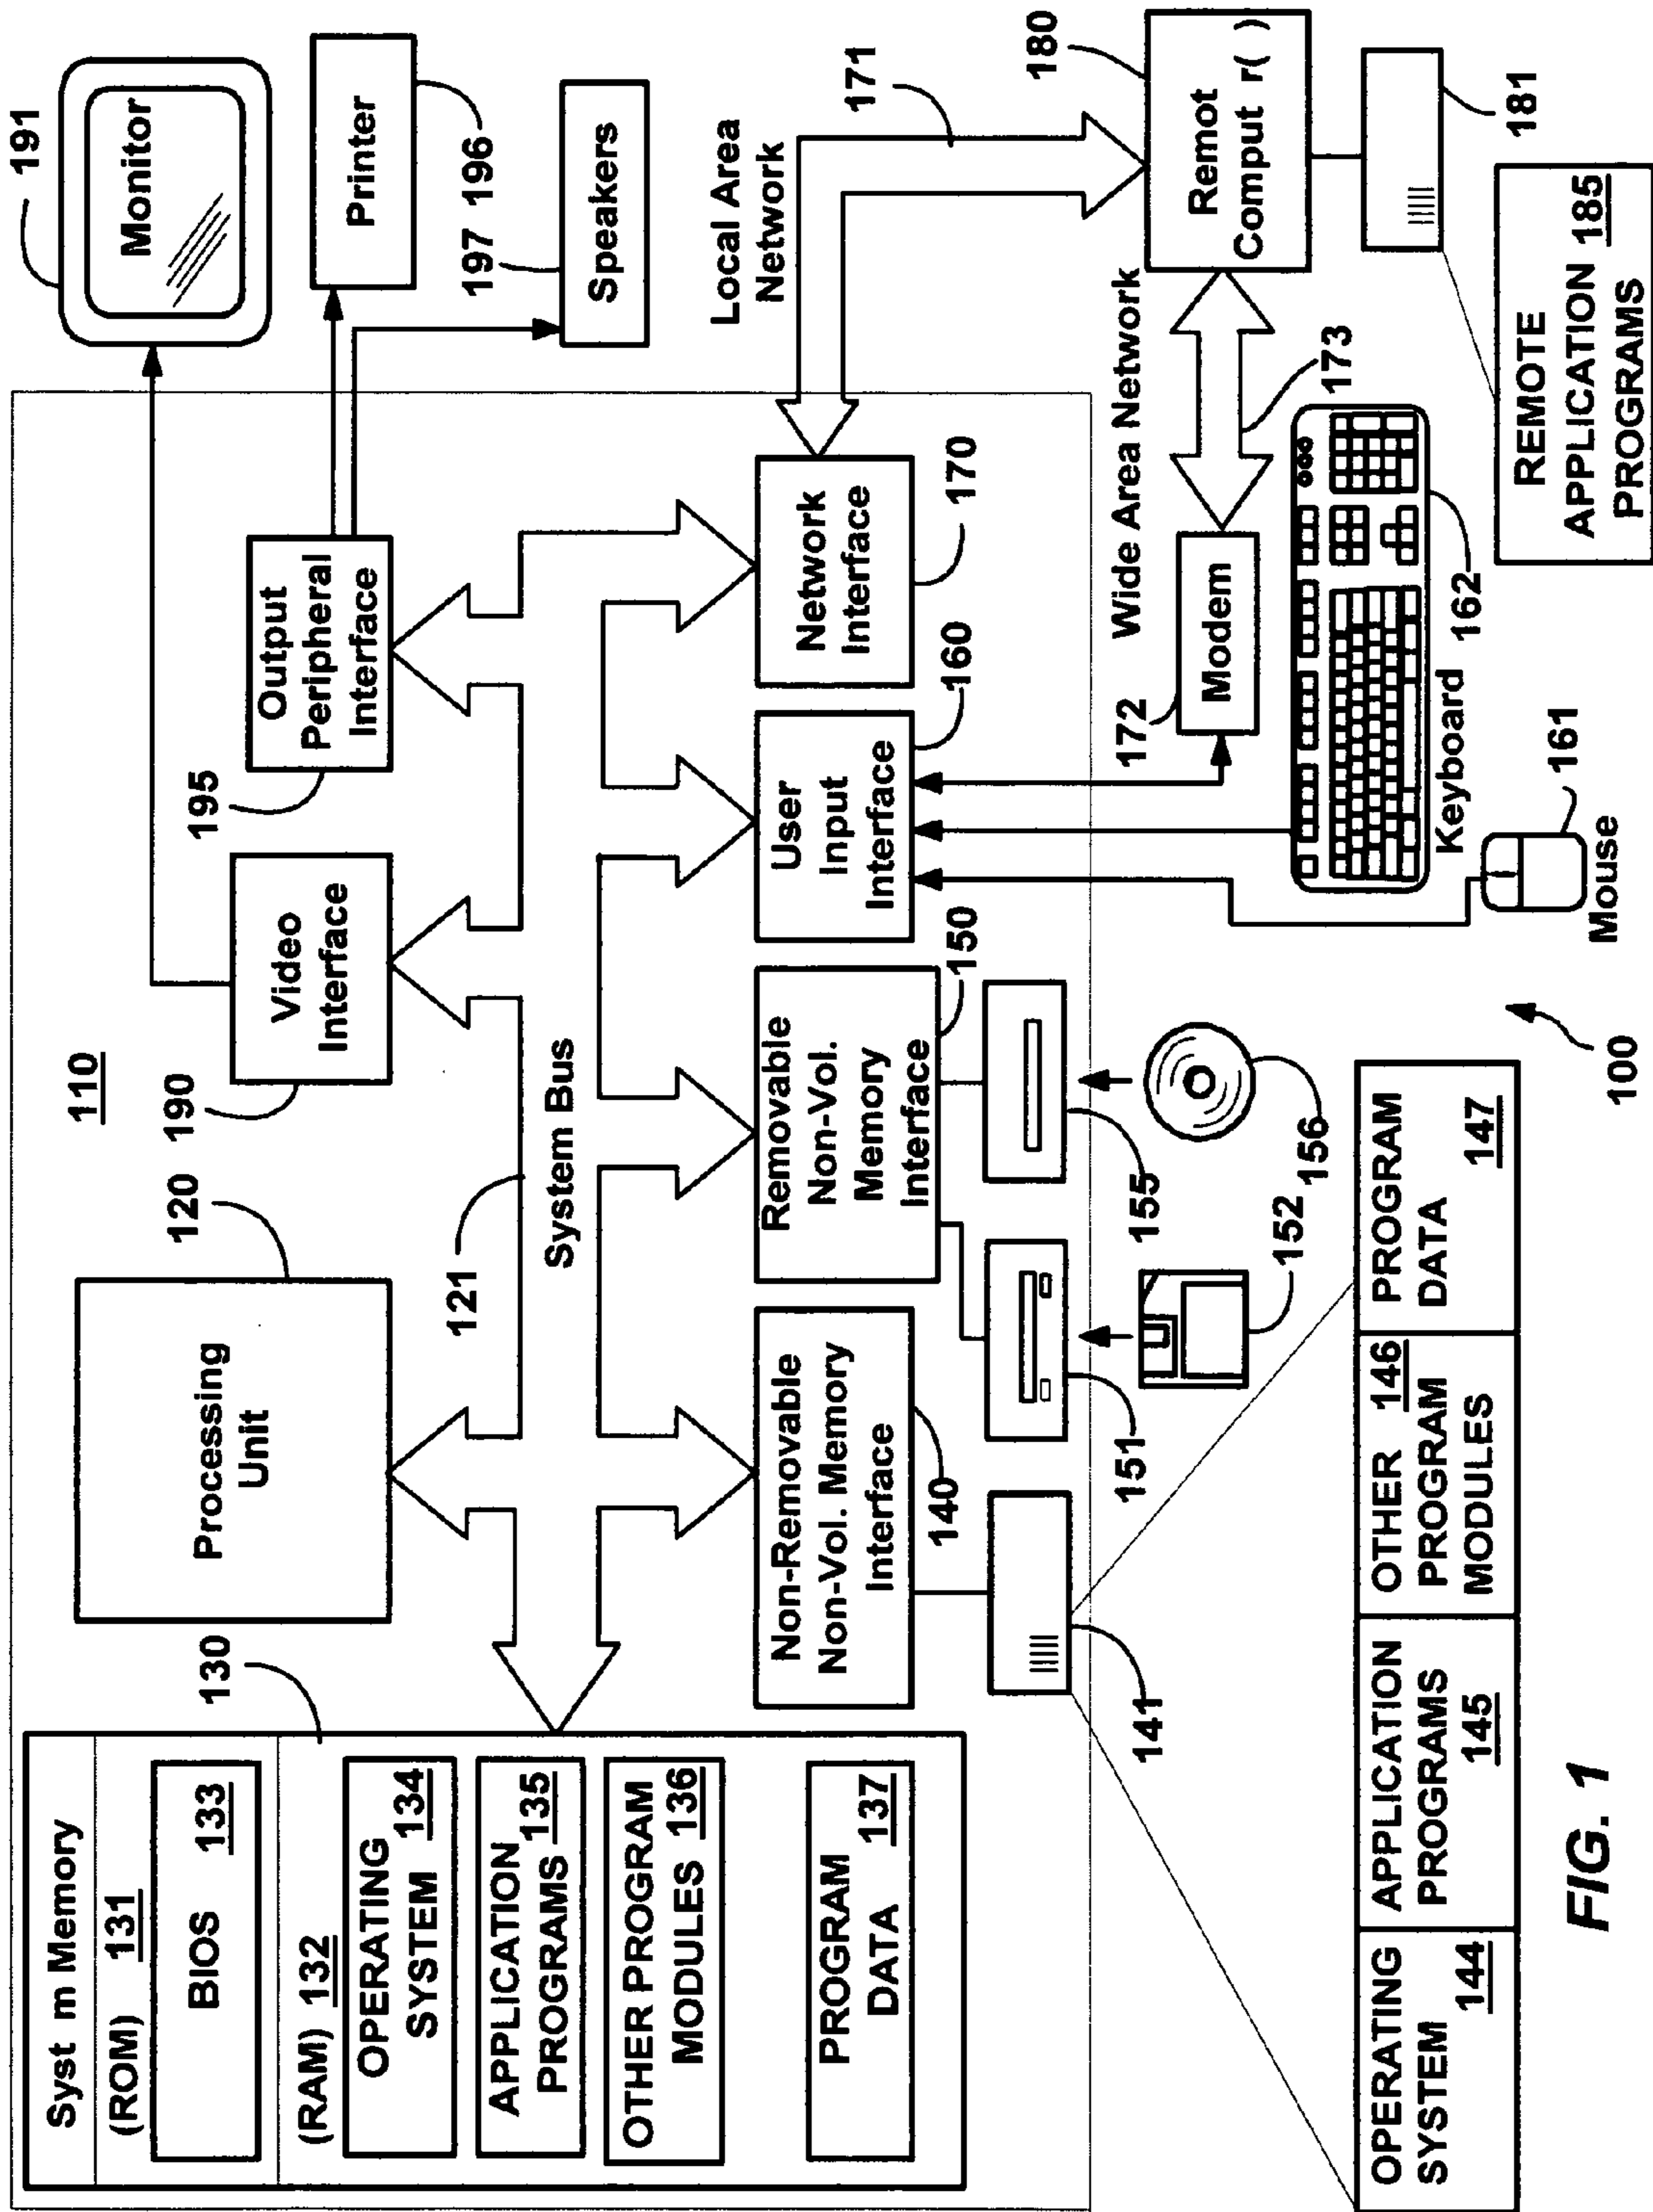 Syst m Memory
(ROM) 131
BIOS 133
(RAM) 132
OPERATING
SYSTEM 134
APPLICATION
PROGRAMS 135
OTHER PROGRAM
MODULES 136
PROGRAM
DATA 137
130
Processing
Unit
120
110
190
Video
Interface
195
Output
Peripheral
Interface
191
Monitor
Printer
197 196
Speakers
121
System Bus
Non-Removable
Non-Vol. Memory
Interface
140
Removable
Non-Vol.
Memory
Interface
150
User
Input
Interface
160
Network
Interface
170
Local Area
Network
171
141
151
155
152
156
172
Modem
Wide Area Network
173
Remot
Comput r( )
180
181
Keyboard
162
Mouse
161
REMOTE
APPLICATION 185
PROGRAMS
OPERATING
SYSTEM
144
APPLICATION
PROGRAMS
145
OTHER 146
PROGRAM
MODULES
PROGRAM
DATA
147
100
FIG. 1